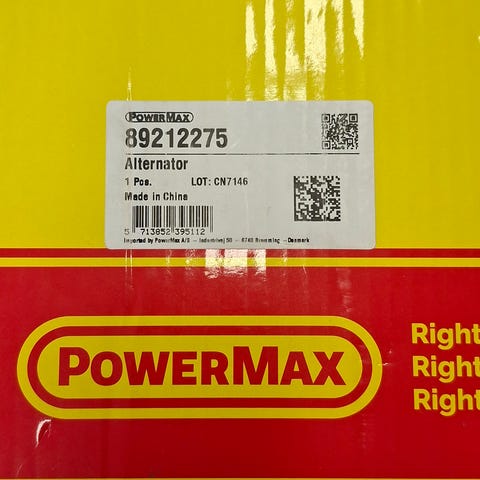 POWERMAX
89212275
Alternator
1 Pcs. LOT: CN7146
Made in China
5 713852 395112
Imported by PowerMax A/S - Industrivej 50 - 6740 Bramming - Denmark
POWERMAX
Right
Right
Right